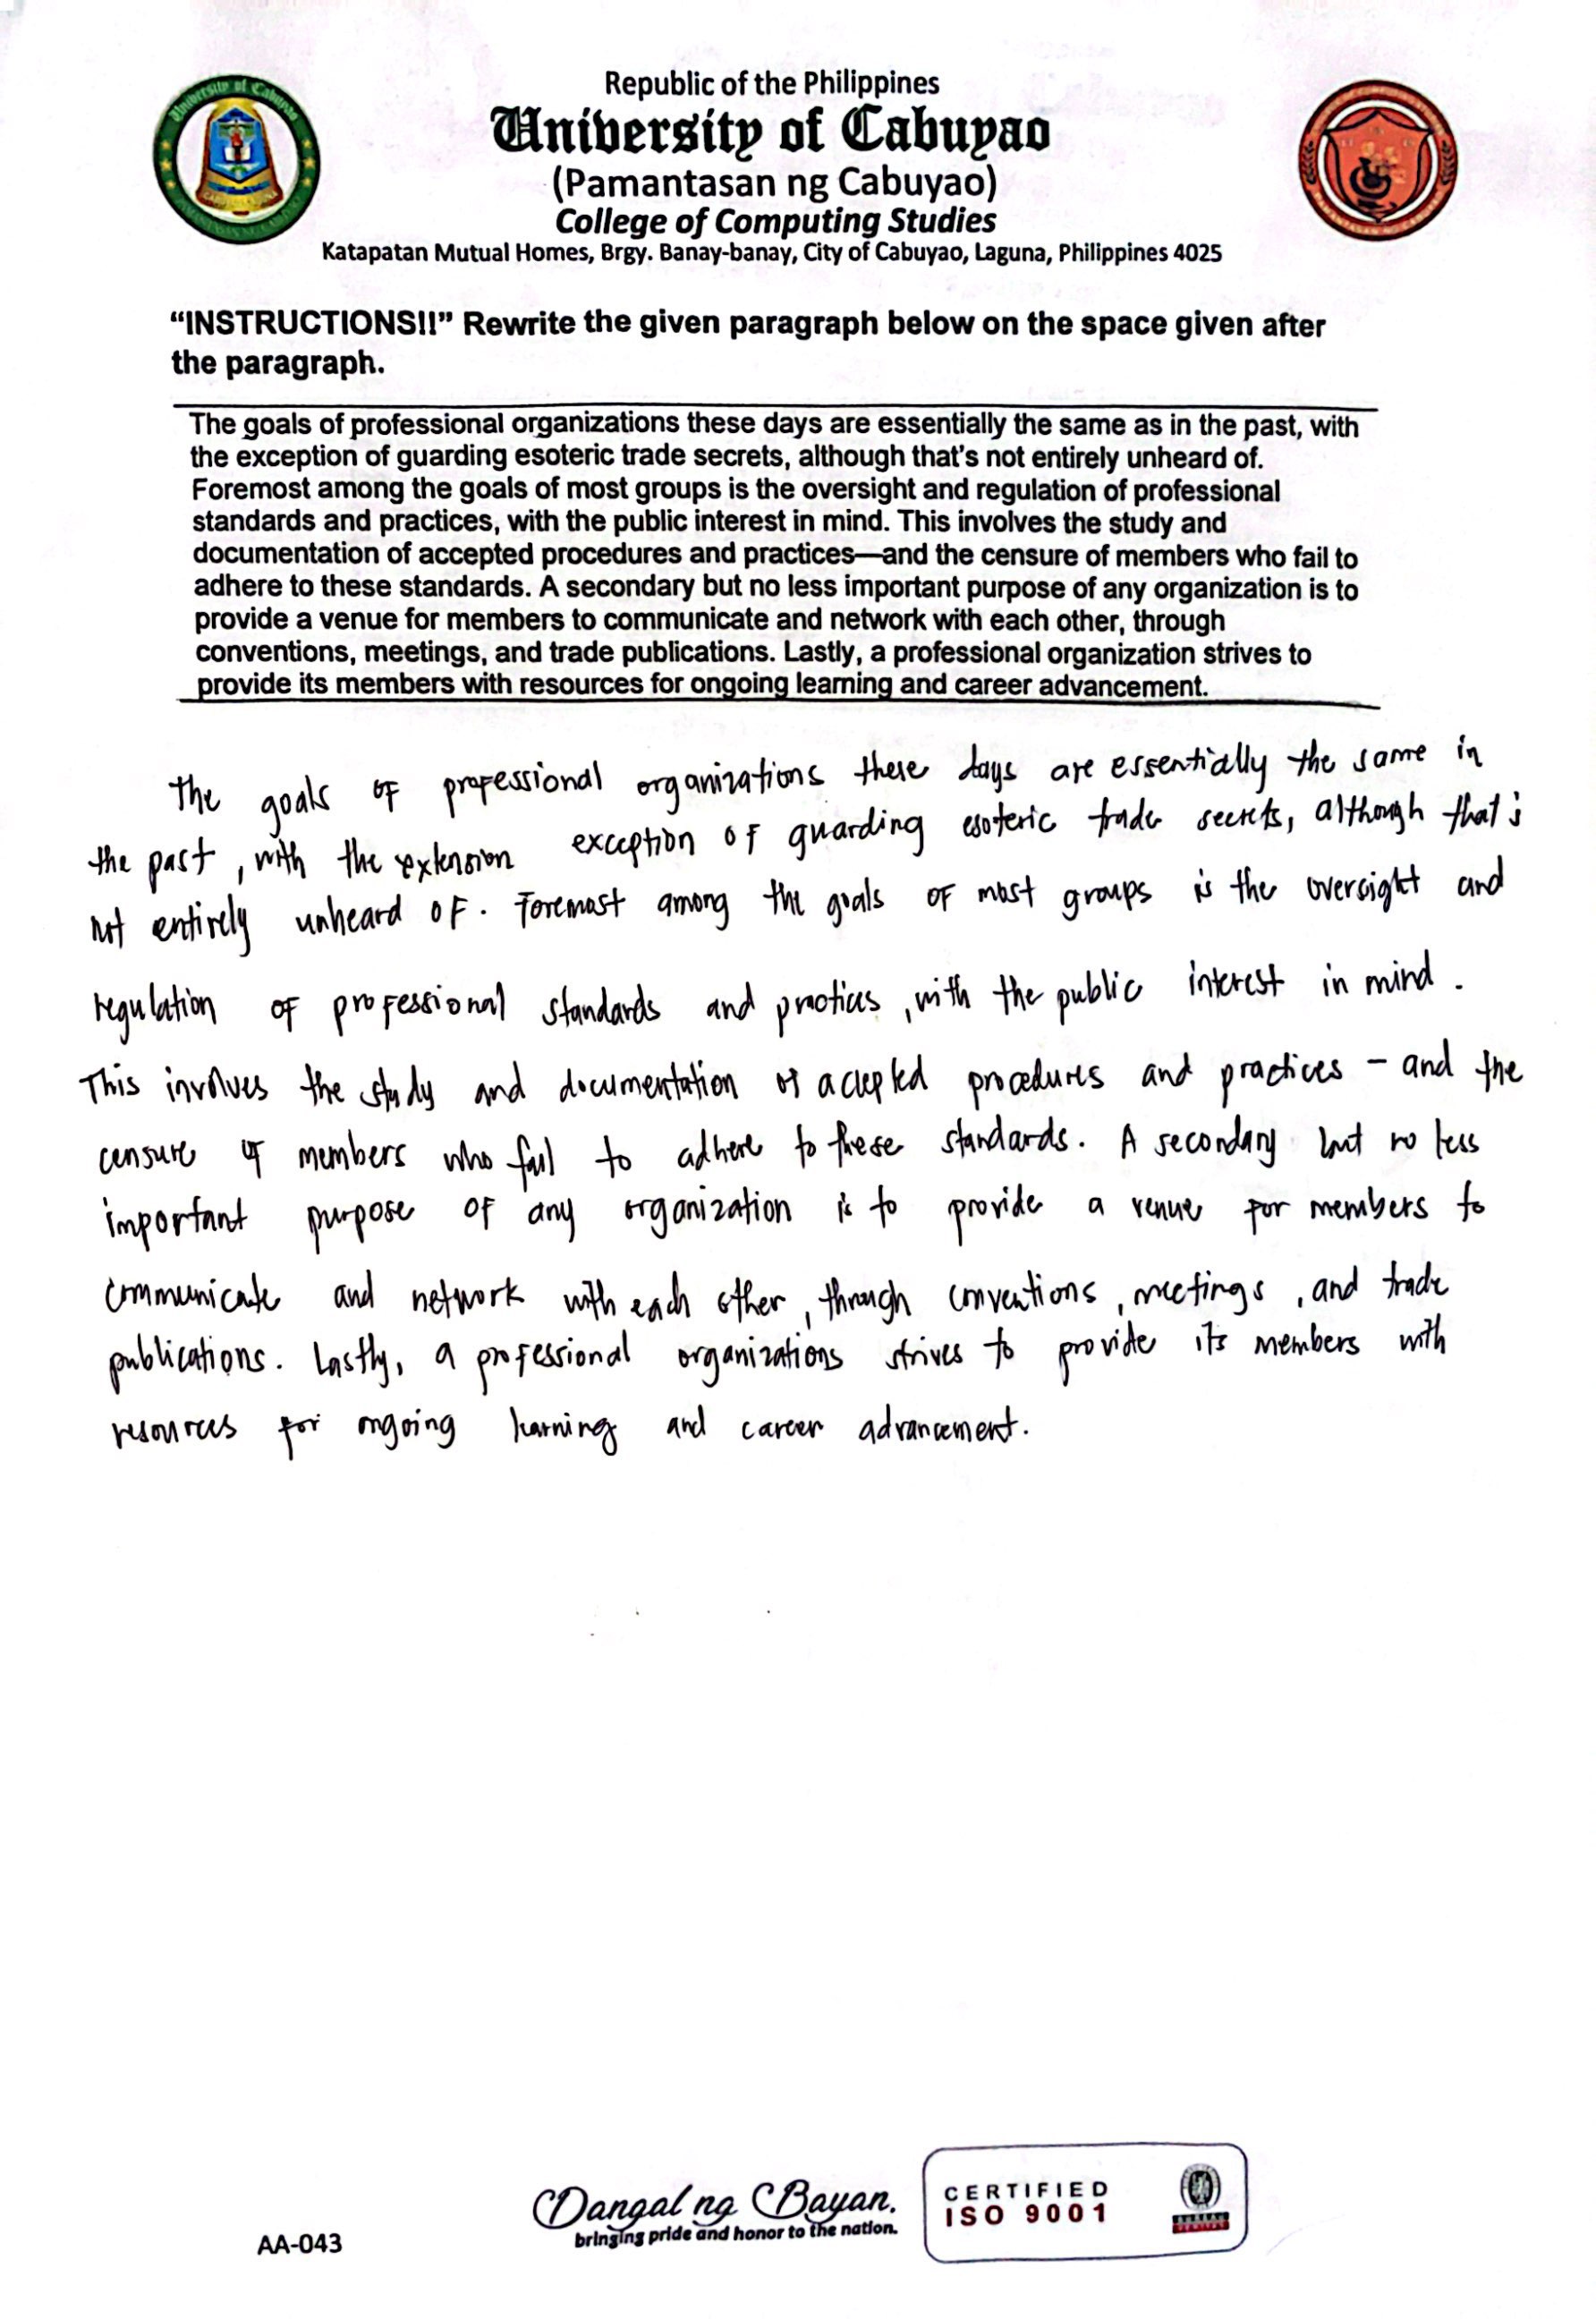 Republic of the Philippines
University of Cabuyao
(Pamantasan ng Cabuyao)
College of Computing Studies
Katapatan Mutual Homes, Brgy. Banay-banay, City of Cabuyao, Laguna, Philippines 4025
“INSTRUCTIONS!!” Rewrite the given paragraph below on the space given after
the paragraph.
The goals of professional organizations these days are essentially the same as in the past, with
the exception of guarding esoteric trade secrets, although that’s not entirely unheard of.
Foremost among the goals of most groups is the oversight and regulation of professional
standards and practices, with the public interest in mind. This involves the study and
documentation of accepted procedures and practices—and the censure of members who fail to
adhere to these standards. A secondary but no less important purpose of any organization is to
provide a venue for members to communicate and network with each other, through
conventions, meetings, and trade publications. Lastly, a professional organization strives to
provide its members with resources for ongoing learning and career advancement.
The goals of professional organizations these days are essentially the same in
the past, with the extension exception of guarding esoteric trade secrets, although that's
not entirely unheard of. Foremost among the goals of most groups is the oversight and
regulation of professional standards and practices, with the public interest in mind.
This involves the study and documentation of accepted procedures and practices - and the
censure of members who fail to adhere to these standards. A secondary but no less
important purpose of any organization is to provide a venue for members to
communicate and network with each other, through conventions, meetings, and trade
publications. Lastly, a professional organizations strives to provide its members with
resources for ongoing learning and career advancement.
AA-043
Dangal ng Bayan.
bringing pride and honor to the nation.
CERTIFIED
ISO 9001